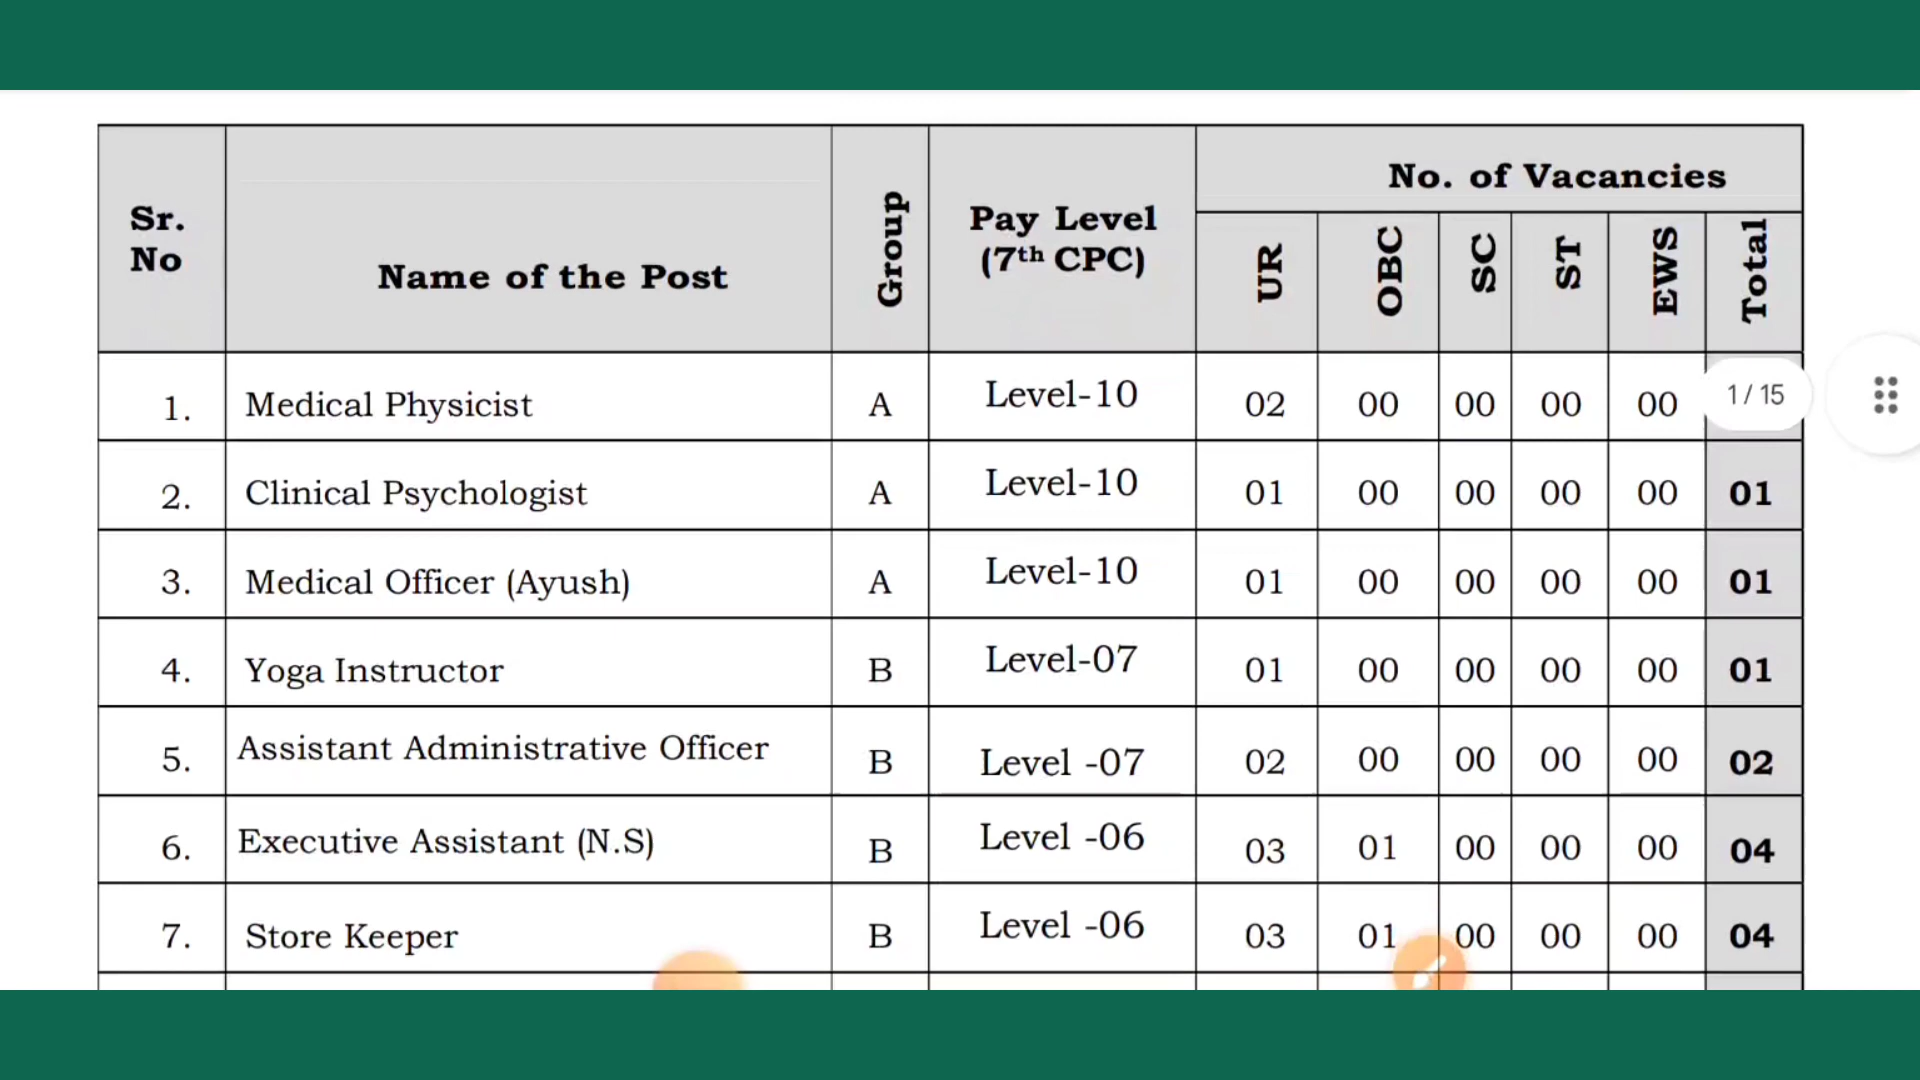 No. of Vacancies
Sr. No Name of the Post Group Pay Level (7th CPC) UR OBC SC ST EWS Total
1. Medical Physicist A Level-10 02 00 00 00 00 1 / 15
2. Clinical Psychologist A Level-10 01 00 00 00 00 01
3. Medical Officer (Ayush) A Level-10 01 00 00 00 00 01
4. Yoga Instructor B Level-07 01 00 00 00 00 01
5. Assistant Administrative Officer B Level -07 02 00 00 00 00 02
6. Executive Assistant (N.S) B Level -06 03 01 00 00 00 04
7. Store Keeper B Level -06 03 01 00 00 00 04